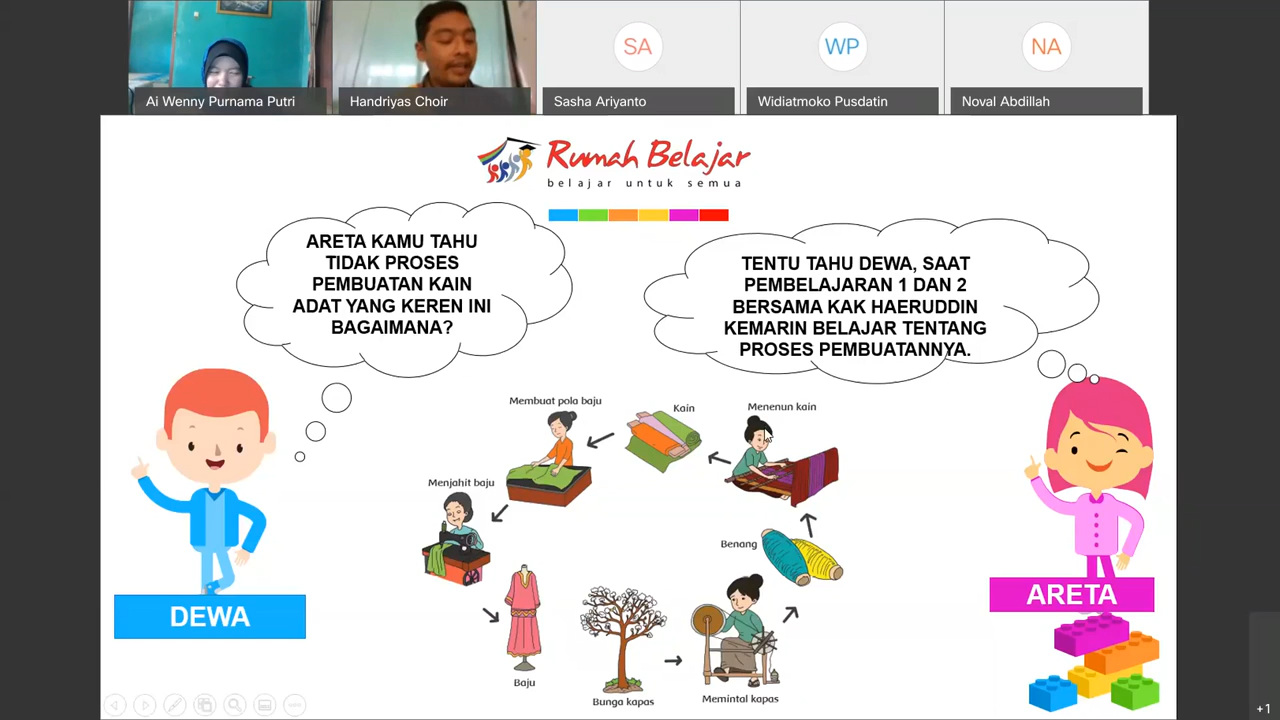 Ai Wenny Purnama Putri
Handriyas Choir
SA
Sasha Ariyanto
WP
Widiatmoko Pusdatin
NA
Noval Abdillah
Rumah Belajar
belajar untuk semua
ARETA KAMU TAHU
TIDAK PROSES
PEMBUATAN KAIN
ADAT YANG KEREN INI
BAGAIMANA?
TENTU TAHU DEWA, SAAT
PEMBELAJARAN 1 DAN 2
BERSAMA KAK HAERUDDIN
KEMARIN BELAJAR TENTANG
PROSES PEMBUATANNYA.
Membuat pola baju
Kain
Menenun kain
Menjahit baju
Benang
Baju
Bunga kapas
Memintal kapas
DEWA
ARETA
+1